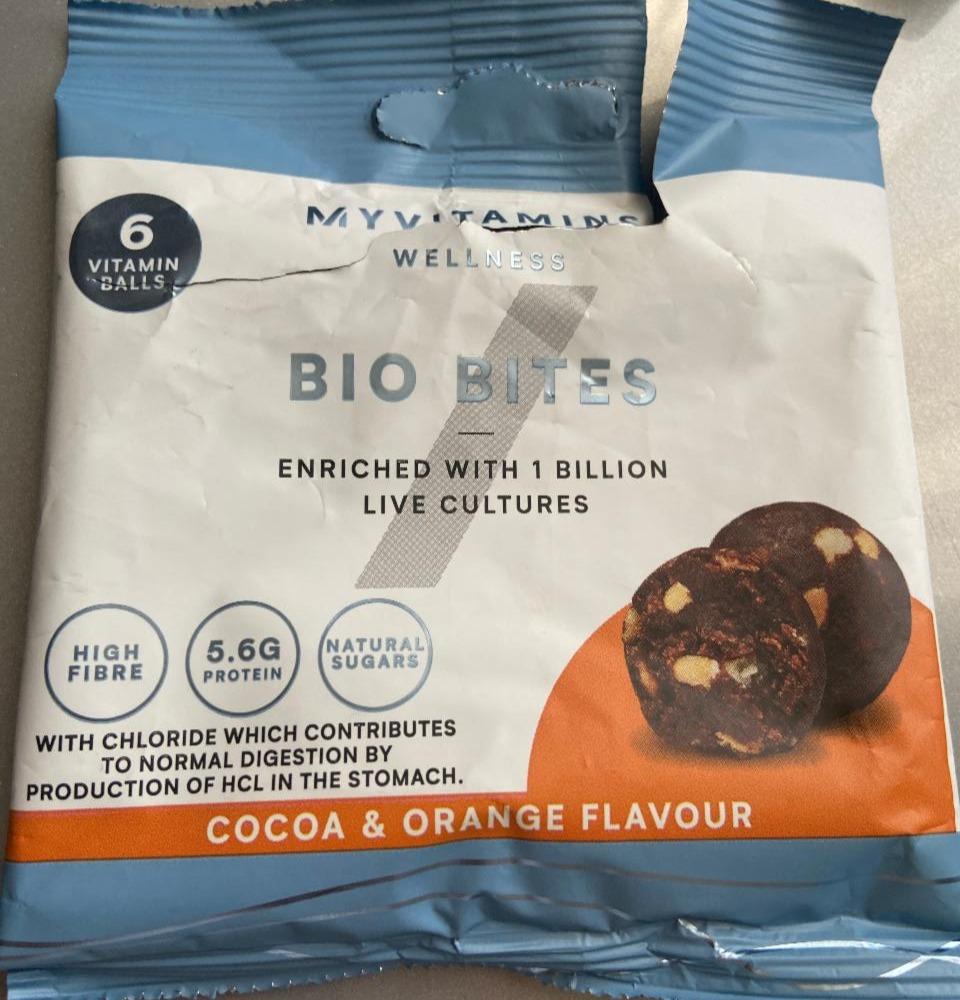 6
VITAMIN
BALLS
MYVITAMINS
WELLNESS
BIO BITES
ENRICHED WITH 1 BILLION
LIVE CULTURES
HIGH
FIBRE
5.6G
PROTEIN
NATURAL
SUGARS
WITH CHLORIDE WHICH CONTRIBUTES
TO NORMAL DIGESTION BY
PRODUCTION OF HCL IN THE STOMACH.
COCOA & ORANGE FLAVOUR